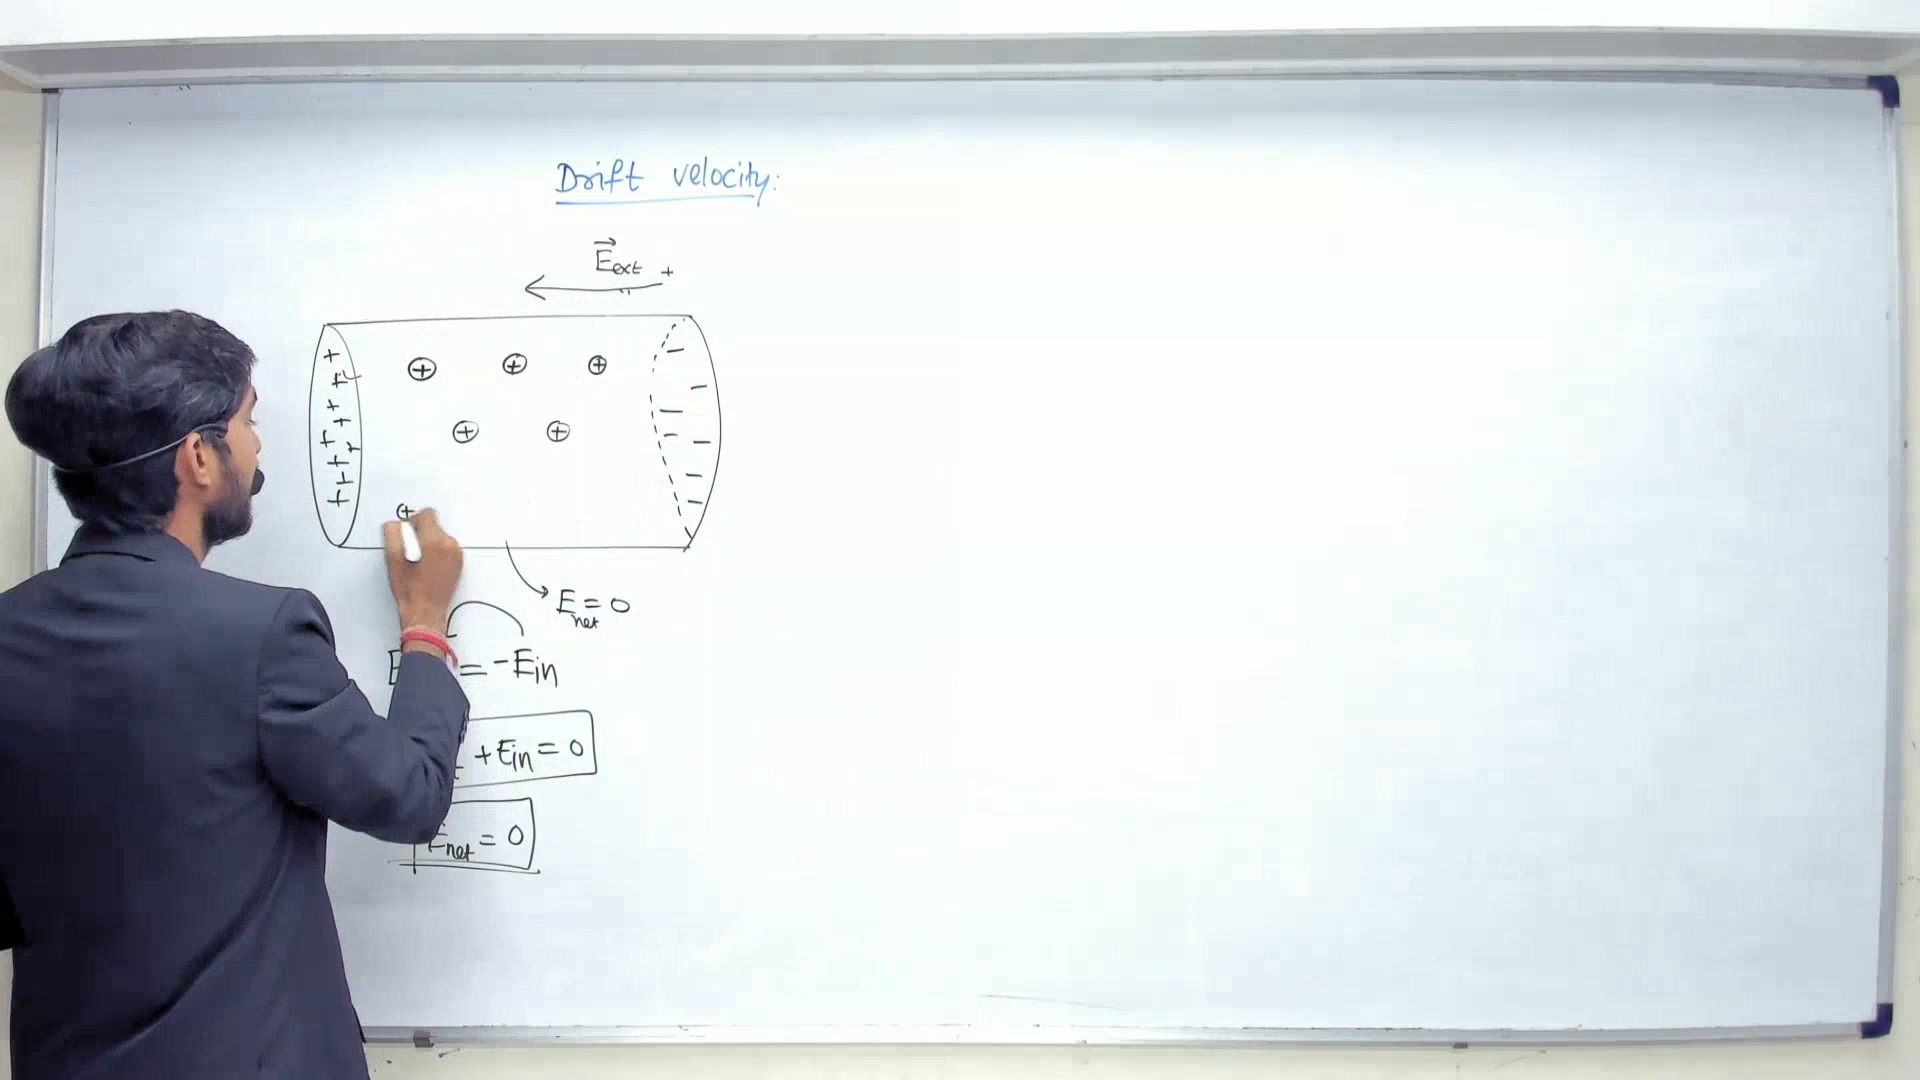 Drift velocity:
E⃗ext +
E net = 0
= -Ein
+ Ein = 0
Enet = 0